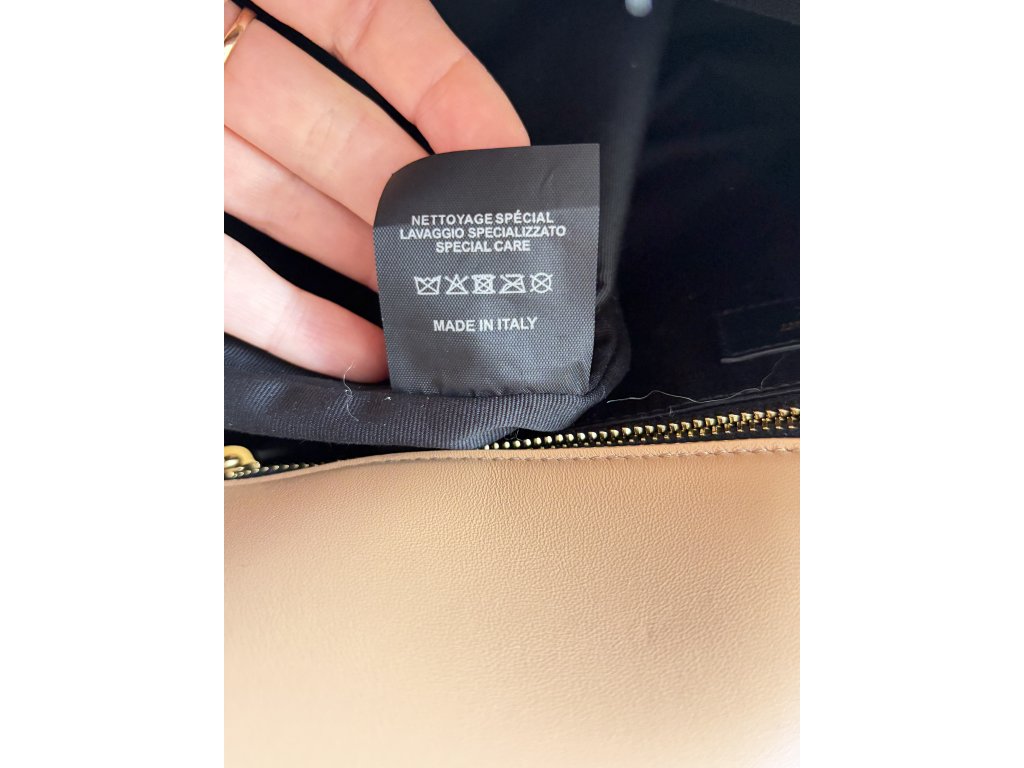 NETTOYAGE SPÉCIAL
LAVAGGIO SPECIALIZZATO
SPECIAL CARE
MADE IN ITALY